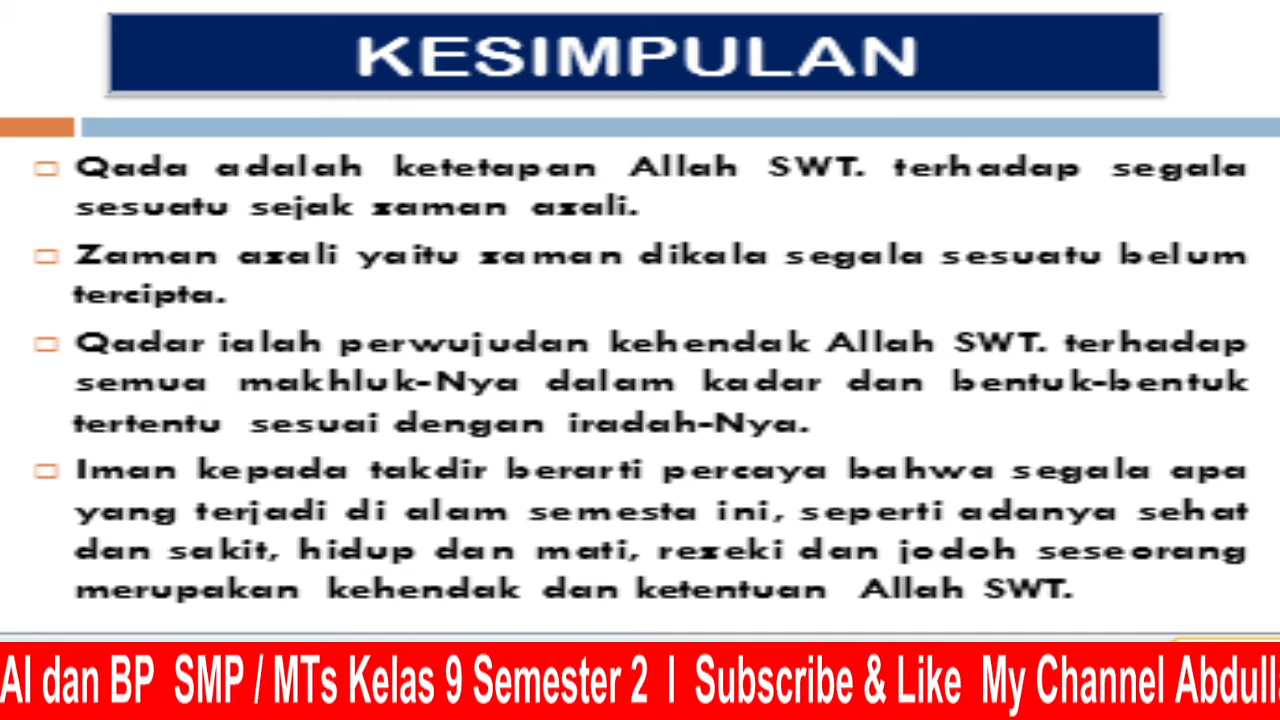 KESIMPULAN
Qada adalah ketetapan Allah SWT. terhadap segala
sesuatu sejak zaman azali.
Zaman azali yaitu zaman dikala segala sesuatu belum
tercipta.
Qadar ialah perwujudan kehendak Allah SWT. terhadap
semua makhluk-Nya dalam kadar dan bentuk-bentuk
tertentu sesuai dengan iradah-Nya.
Iman kepada takdir berarti percaya bahwa segala apa
yang terjadi di alam semesta ini, seperti adanya sehat
dan sakit, hidup dan mati, rezeki dan jodoh seseorang
merupakan kehendak dan ketentuan Allah SWT.
AI dan BP SMP / MTs Kelas 9 Semester 2 I Subscribe & Like My Channel Abdull